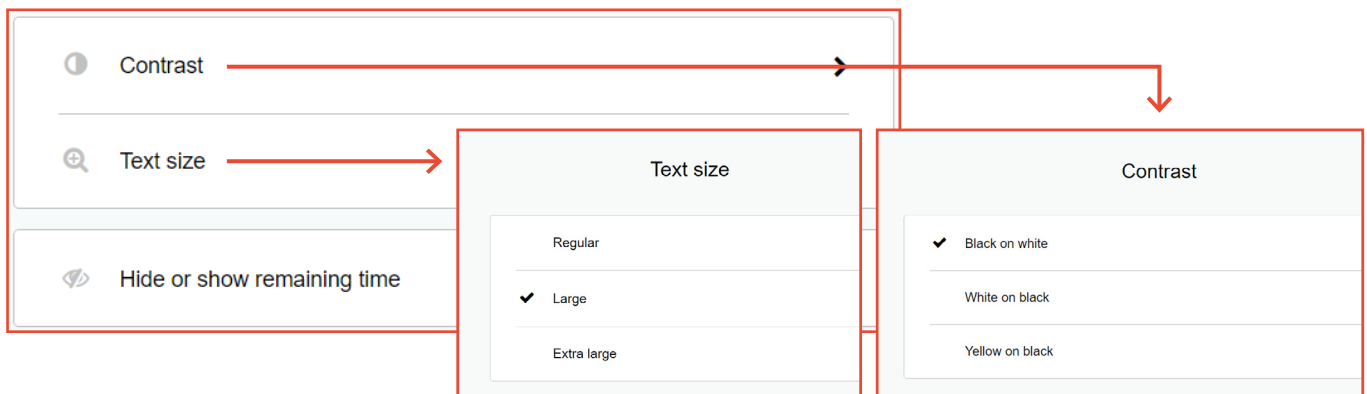 Contrast
Text size
Hide or show remaining time
Text size
Regular
Large
Extra large
Contrast
Black on white
White on black
Yellow on black